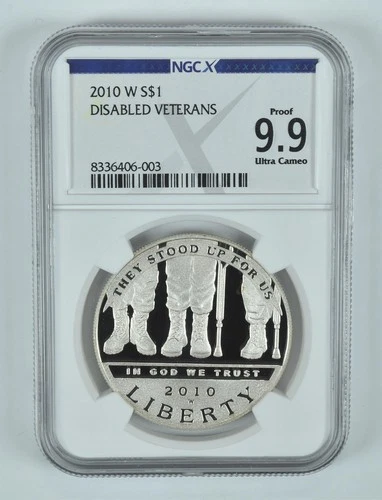 NGCX
2010 W S$1
DISABLED VETERANS
8336406-003
Proof
9.9
Ultra Cameo
THEY STOOD UP FOR US
IN GOD WE TRUST
2010
W
LIBERTY